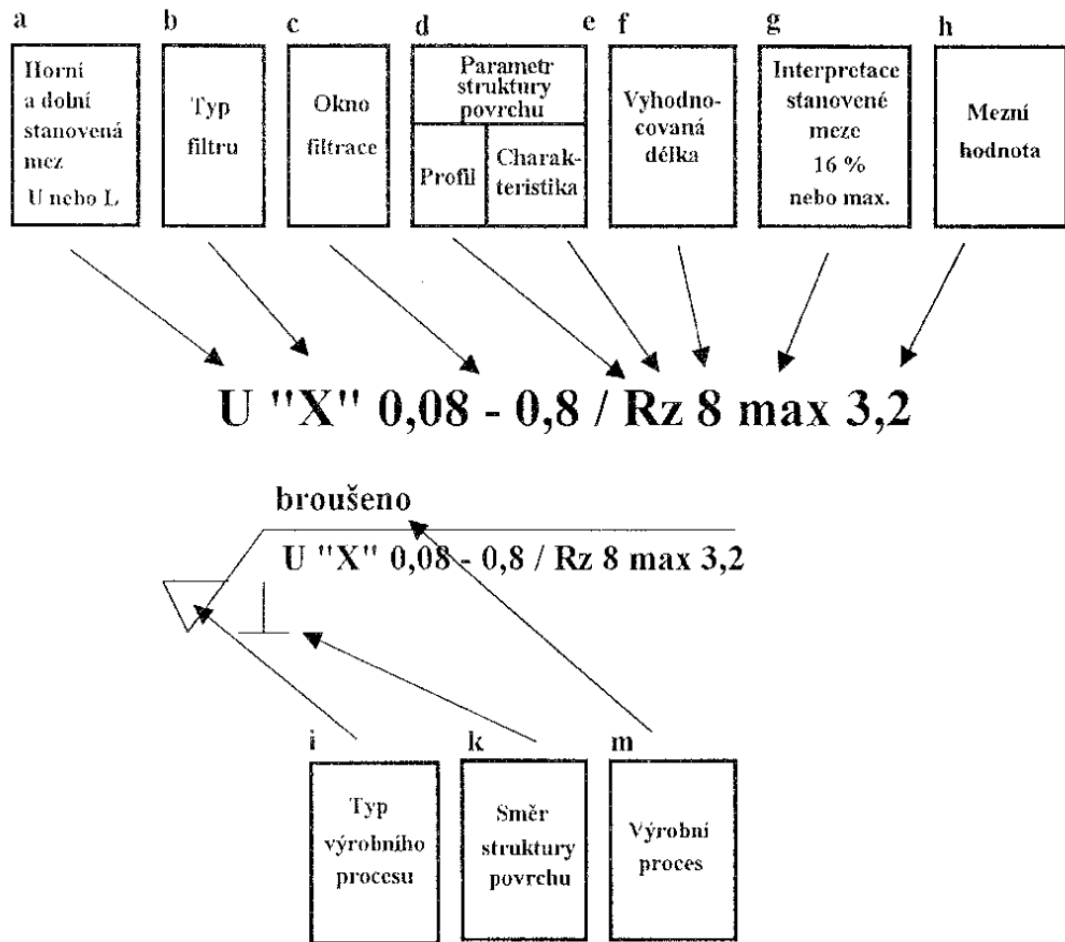 a b c d e f g h
Horní
a dolní
stanovená
mez
U nebo L
Typ
filtru
Okno
filtrace
Parametr
struktury
povrchu
Profil
Charak-
teristika
Vyhodno-
covaná
délka
Interpretace
stanovené
meze
16 %
nebo max.
Mezní
hodnota
U "X" 0,08 - 0,8 / Rz 8 max 3,2
broušeno
U "X" 0,08 - 0,8 / Rz 8 max 3,2
i k m
Typ
výrobního
procesu
Směr
struktury
povrchu
Výrobní
proces